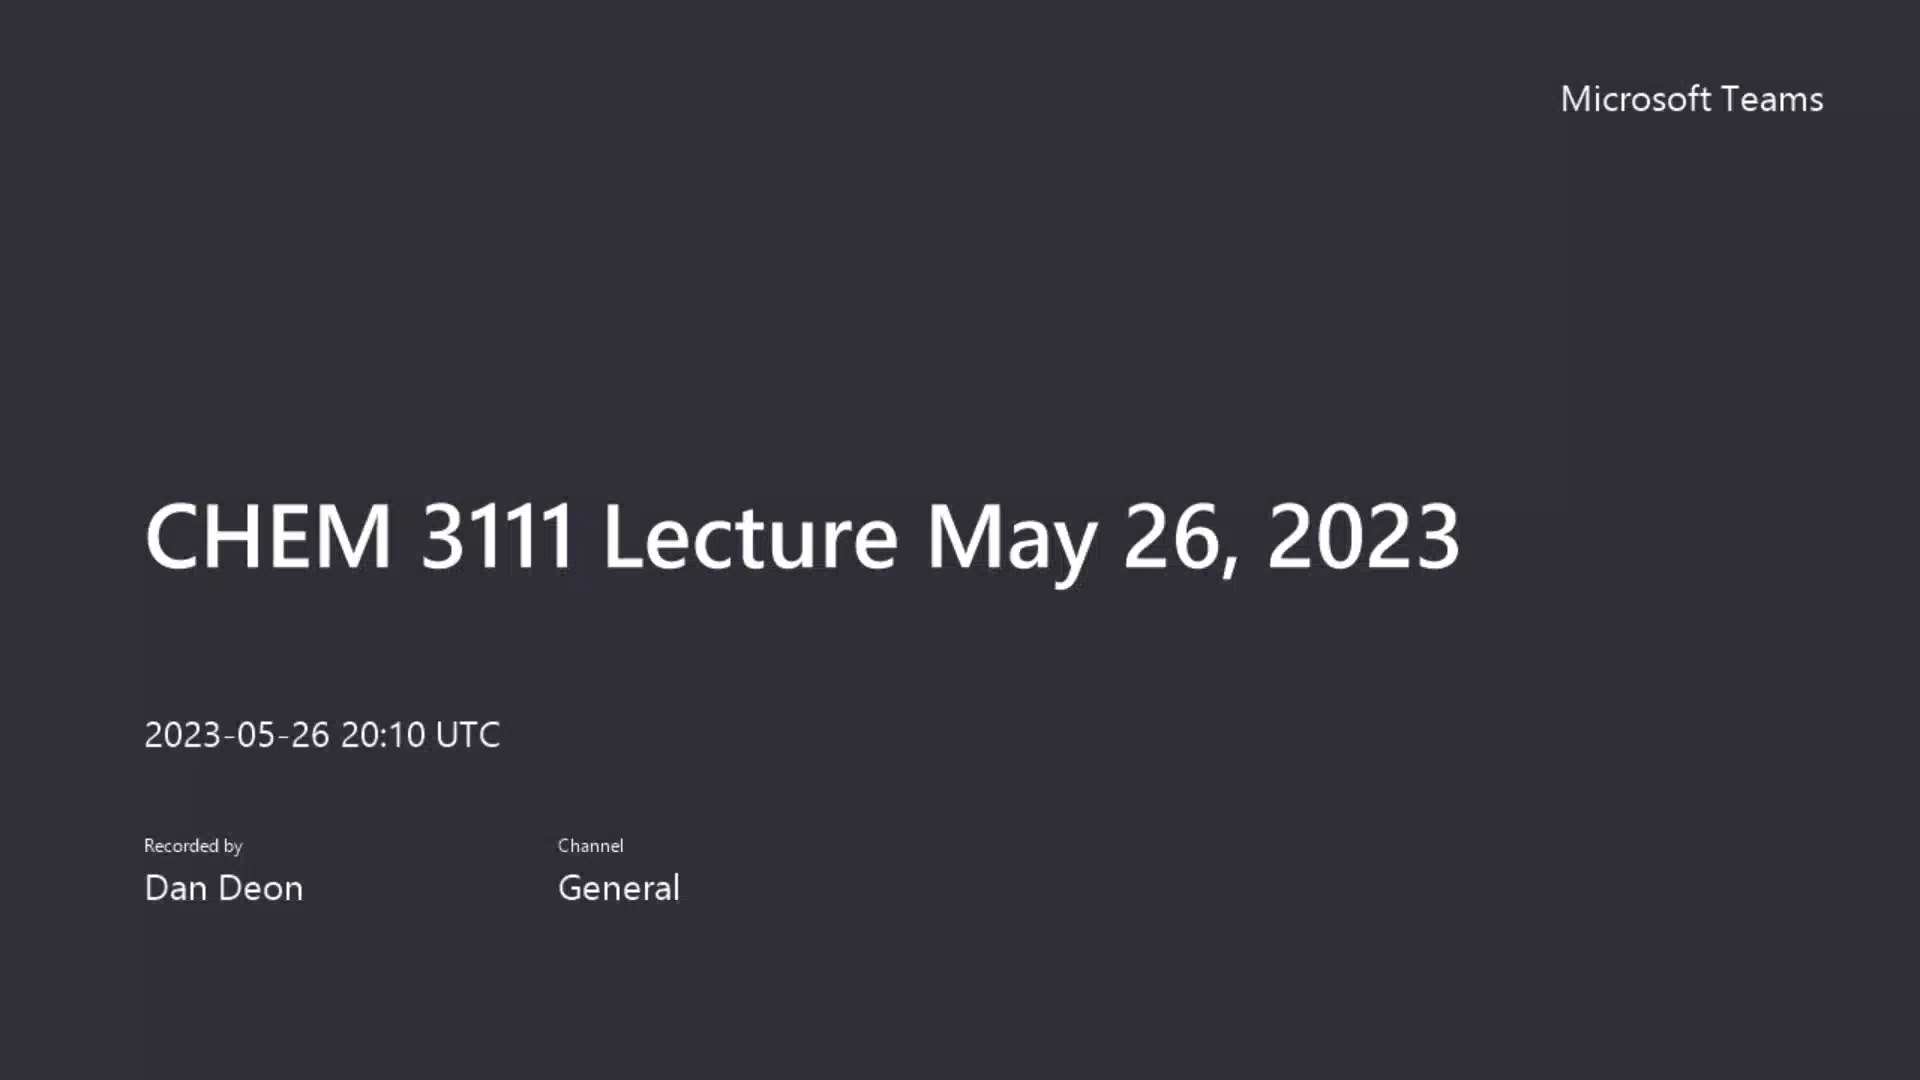 Microsoft Teams
CHEM 3111 Lecture May 26, 2023
2023-05-26 20:10 UTC
Recorded by
Dan Deon
Channel
General